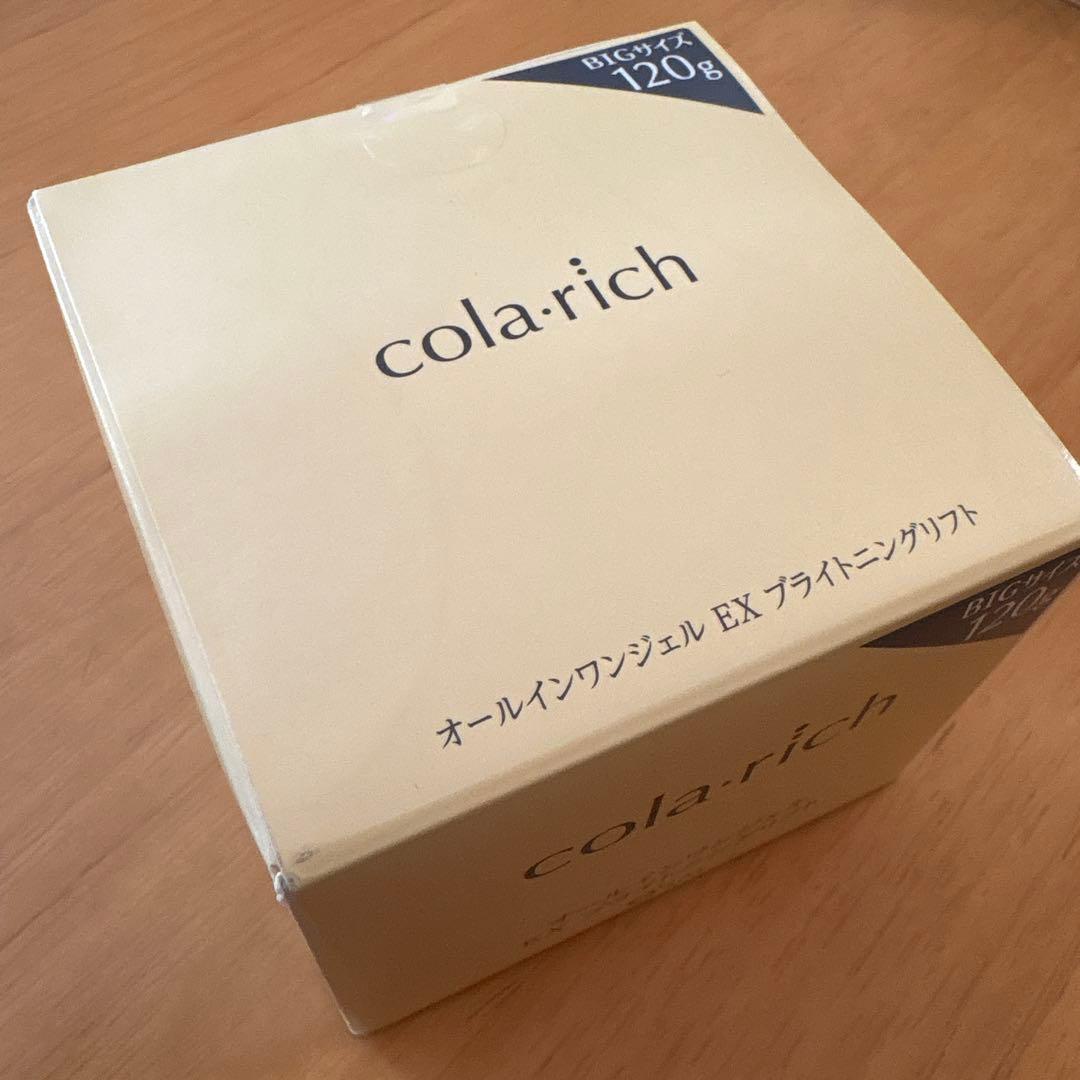 BIGサイズ
120g
cola・rich
オールインワンジェル EX ブライトニングリフト
BIGサイズ
120g
cola・rich